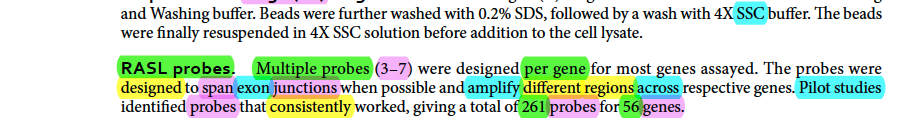 and Washing buffer. Beads were further washed with 0.2% SDS, followed by a wash with 4X SSC buffer. The beads
were finally resuspended in 4X SSC solution before addition to the cell lysate.
RASL probes. Multiple probes (3–7) were designed per gene for most genes assayed. The probes were
designed to span exon junctions when possible and amplify different regions across respective genes. Pilot studies
identified probes that consistently worked, giving a total of 261 probes for 56 genes.